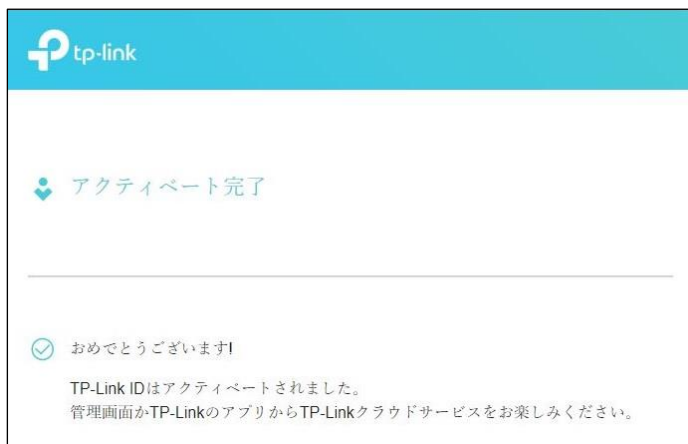 tp-link
アクティベート完了
おめでとうございます!
TP-Link IDはアクティベートされました。
管理画面かTP-LinkのアプリからTP-Linkクラウドサービスをお楽しみください。